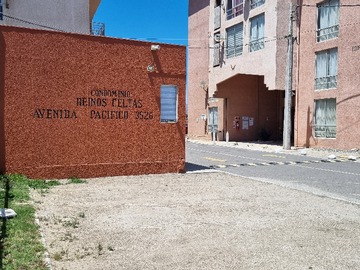 CONDOMINIO
REINOS CELTAS
AVENIDA PACIFICO 3526